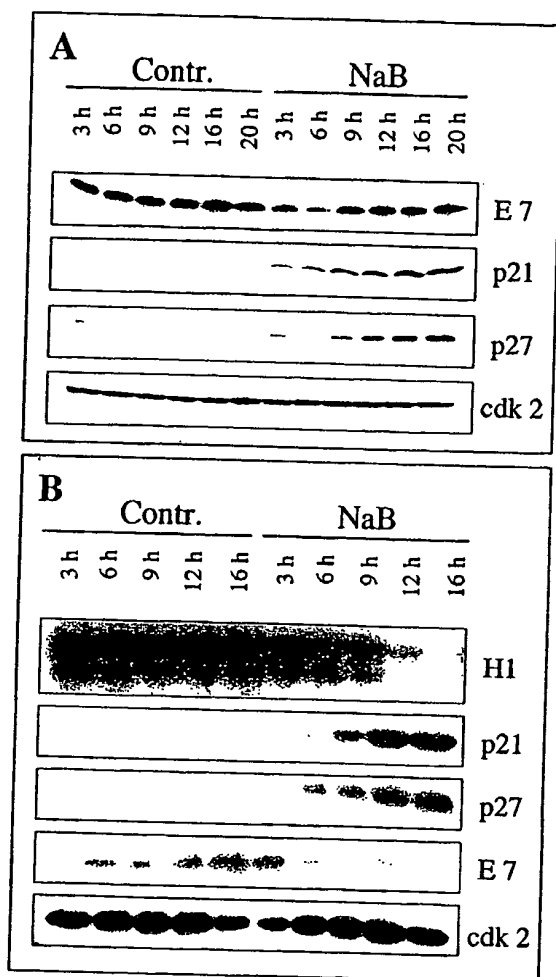 A
Contr. NaB
3 h 6 h 9 h 12 h 16 h 20 h 3 h 6 h 9 h 12 h 16 h 20 h
E 7
p21
p27
cdk 2
B
Contr. NaB
3 h 6 h 9 h 12 h 16 h 3 h 6 h 9 h 12 h 16 h
H1
p21
p27
E 7
cdk 2